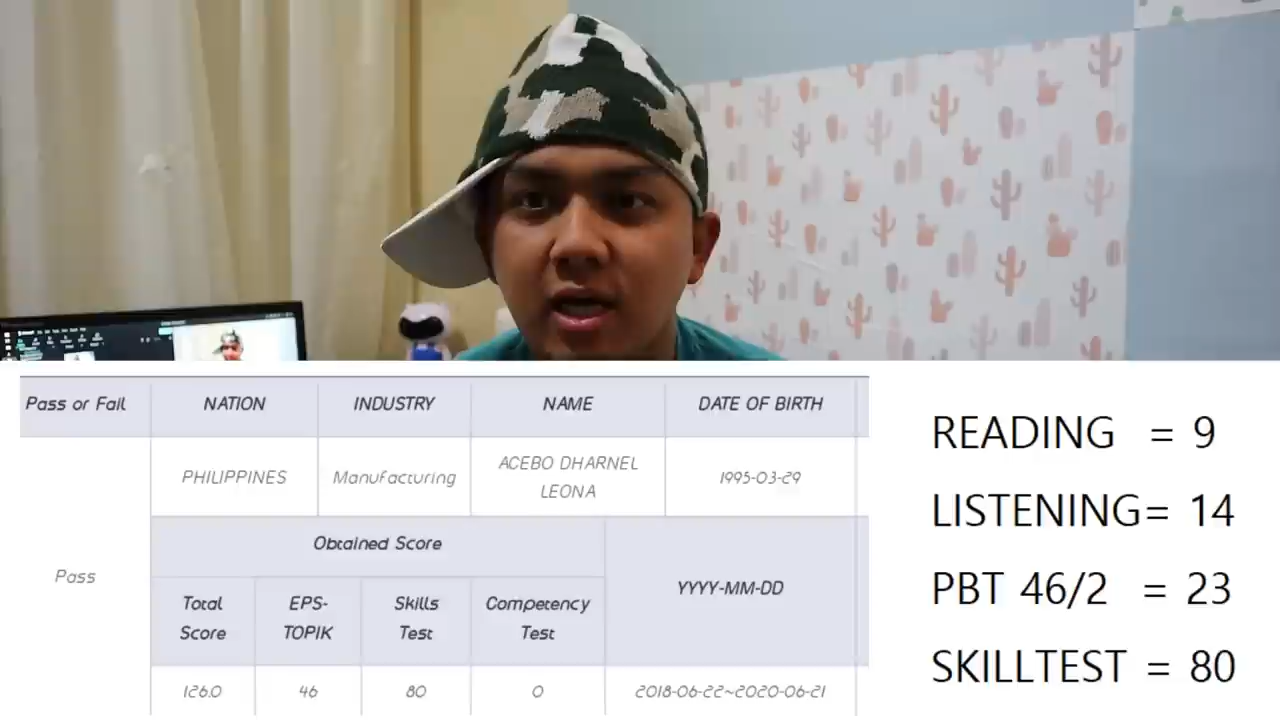 Pass or Fail NATION INDUSTRY NAME DATE OF BIRTH
PHILIPPINES Manufacturing ACEBO DHARNEL LEONA 1995-03-29
Pass
Obtained Score YYYY-MM-DD
Total Score EPS-TOPIK Skills Test Competency Test
126.0 46 80 0 2018-06-22~2020-06-21
READING = 9
LISTENING= 14
PBT 46/2 = 23
SKILLTEST = 80